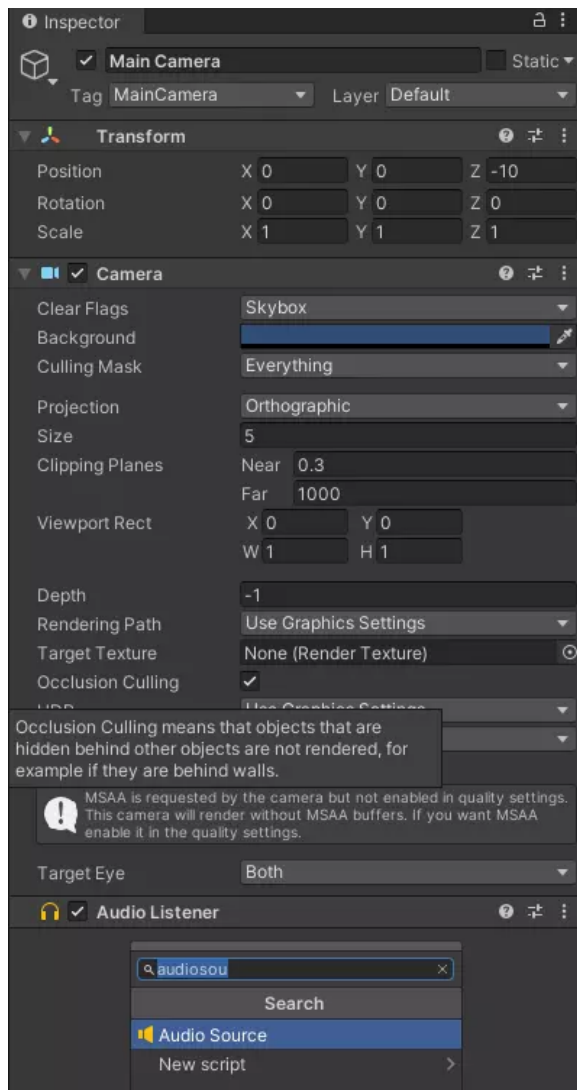 Inspector
Main Camera Static
Tag MainCamera Layer Default
Transform
Position X 0 Y 0 Z -10
Rotation X 0 Y 0 Z 0
Scale X 1 Y 1 Z 1
Camera
Clear Flags Skybox
Background
Culling Mask Everything
Projection Orthographic
Size 5
Clipping Planes Near 0.3
Far 1000
Viewport Rect X 0 Y 0
W 1 H 1
Depth -1
Rendering Path Use Graphics Settings
Target Texture None (Render Texture)
Occlusion Culling
HDR Use Graphics Settings
Occlusion Culling means that objects that are
hidden behind other objects are not rendered, for
example if they are behind walls.
MSAA is requested by the camera but not enabled in quality settings.
This camera will render without MSAA buffers. If you want MSAA
enable it in the quality settings.
Target Eye Both
Audio Listener
audiosou
Search
Audio Source
New script